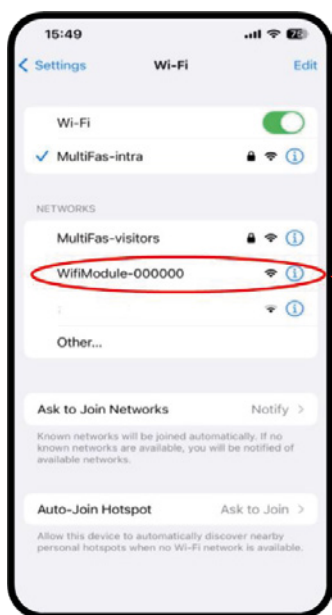 15:49
Settings
Wi-Fi
Edit
Wi-Fi
MultiFas-intra
NETWORKS
MultiFas-visitors
WifiModule-000000
Other...
Ask to Join Networks
Notify
Known networks will be joined automatically. If no
known networks are available, you will be notified of
available networks.
Auto-Join Hotspot
Ask to Join
Allow this device to automatically discover nearby
personal hotspots when no Wi-Fi network is available.